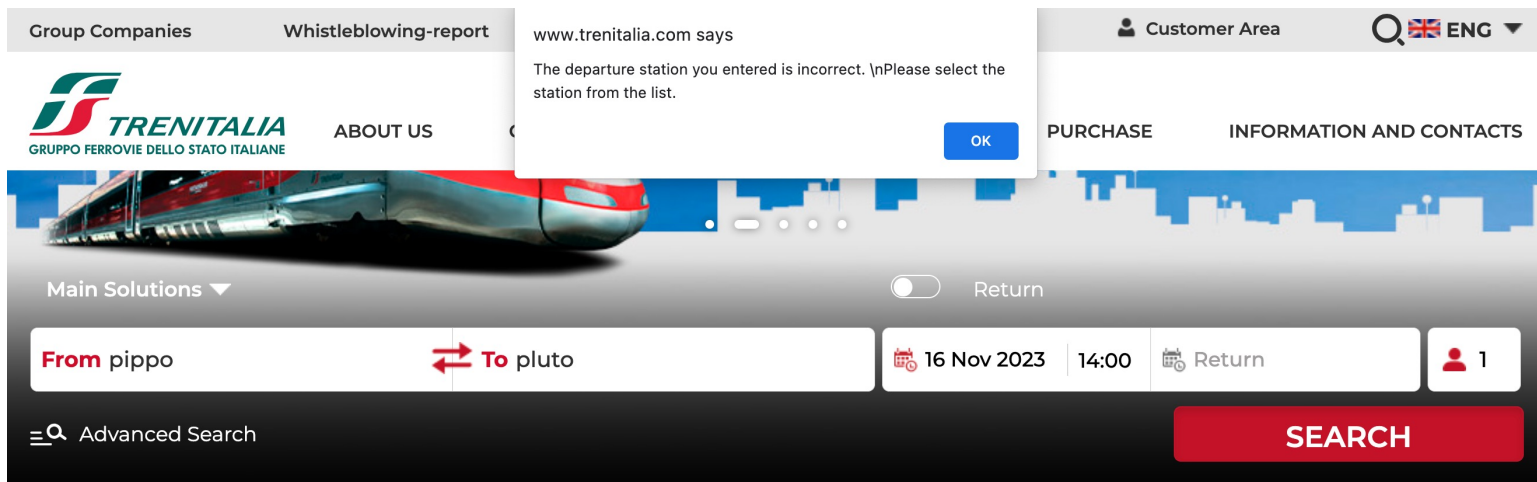 Group Companies
Whistleblowing-report
www.trenitalia.com says
The departure station you entered is incorrect. \nPlease select the
station from the list.
OK
Customer Area
ENG
TRENITALIA
GRUPPO FERROVIE DELLO STATO ITALIANE
ABOUT US
PURCHASE
INFORMATION AND CONTACTS
Main Solutions
Return
From pippo
To pluto
16 Nov 2023
14:00
Return
1
Advanced Search
SEARCH